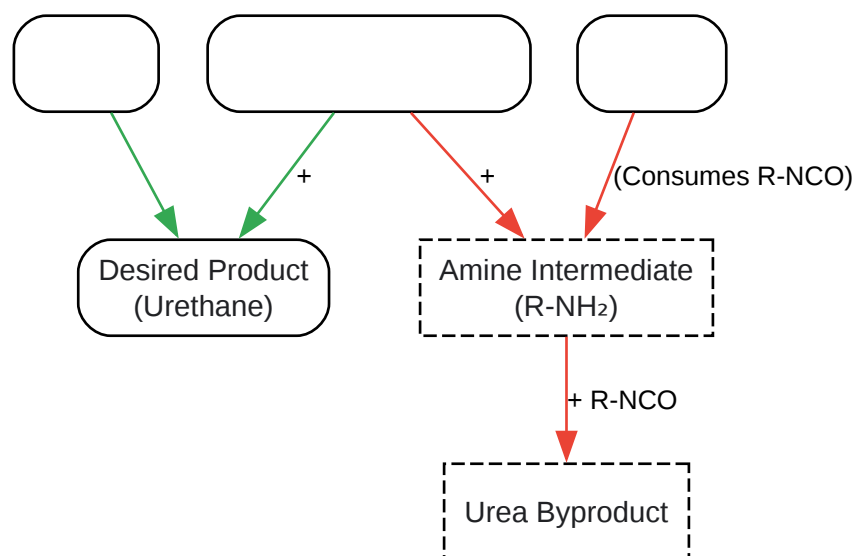 +
+
(Consumes R-NCO)
Desired Product
(Urethane)
Amine Intermediate
(R-NH₂)
+ R-NCO
Urea Byproduct